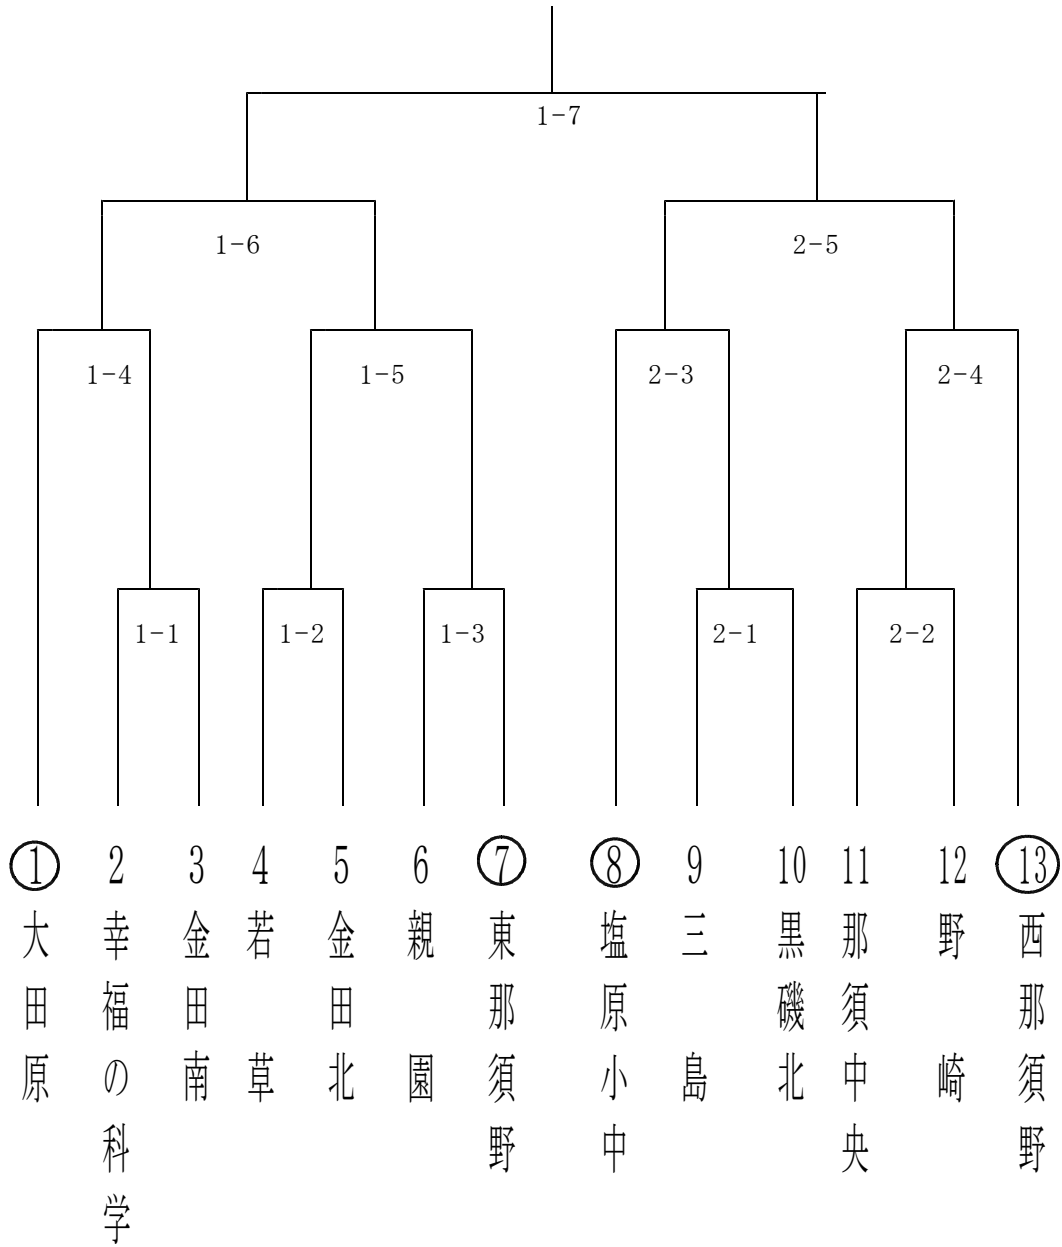 1-7
1-6
2-5
1-4
1-5
2-3
2-4
1-1
1-2
1-3
2-1
2-2
① 2 3 4 5 6 ⑦ ⑧ 9 10 11 12 ⑬
大田原
幸福の科学
金田南
若草
金田北
親園
東那須野
塩原小中
三島
黒磯北
那須中央
野崎
西那須野